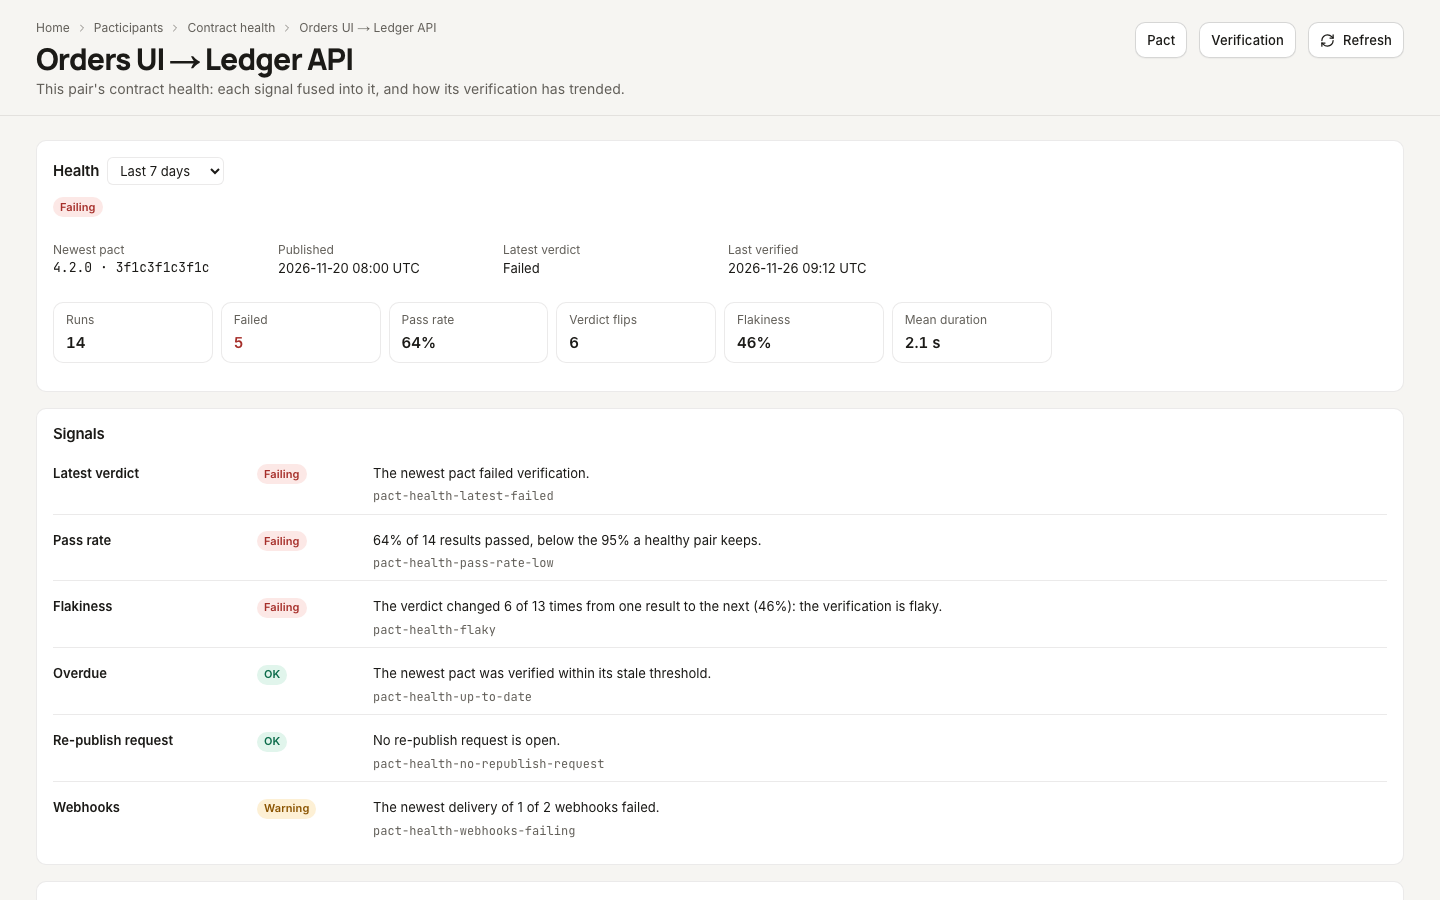 Home > Pacticipants > Contract health > Orders UI → Ledger API
Orders UI → Ledger API
This pair's contract health: each signal fused into it, and how its verification has trended.
Pact
Verification
Refresh
Health
Last 7 days
Failing
Newest pact
4.2.0 · 3f1c3f1c3f1c
Published
2026-11-20 08:00 UTC
Latest verdict
Failed
Last verified
2026-11-26 09:12 UTC
Runs
14
Failed
5
Pass rate
64%
Verdict flips
6
Flakiness
46%
Mean duration
2.1 s
Signals
Latest verdict
Failing
The newest pact failed verification.
pact-health-latest-failed
Pass rate
Failing
64% of 14 results passed, below the 95% a healthy pair keeps.
pact-health-pass-rate-low
Flakiness
Failing
The verdict changed 6 of 13 times from one result to the next (46%): the verification is flaky.
pact-health-flaky
Overdue
OK
The newest pact was verified within its stale threshold.
pact-health-up-to-date
Re-publish request
OK
No re-publish request is open.
pact-health-no-republish-request
Webhooks
Warning
The newest delivery of 1 of 2 webhooks failed.
pact-health-webhooks-failing